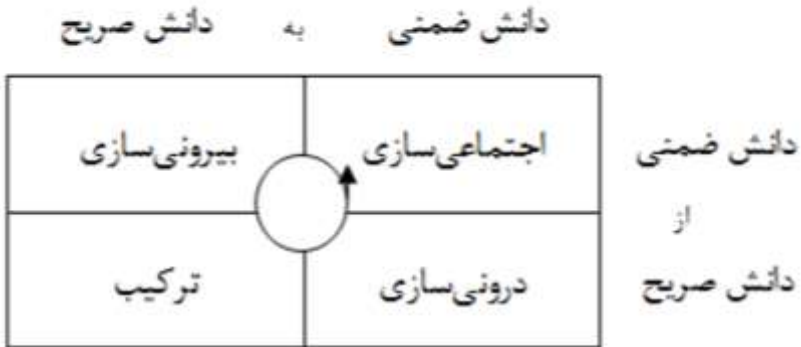 دانش ضمنی به دانش صریح
دانش ضمنی اجتماعی‌سازی بیرونی‌سازی
از
دانش صریح درونی‌سازی ترکیب